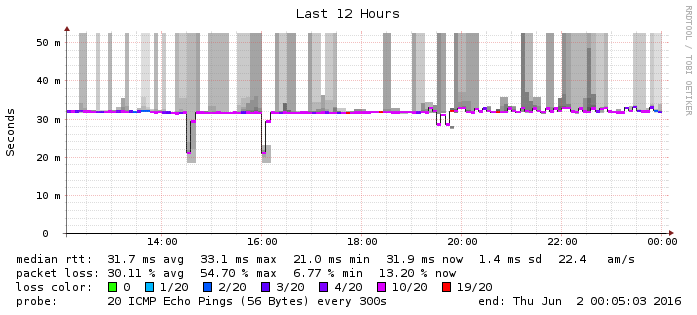 Last 12 Hours
RRDTOOL / TOBI OETIKER
Seconds
50 m
40 m
30 m
20 m
10 m
0
14:00 16:00 18:00 20:00 22:00 00:00
median rtt: 31.7 ms avg 33.1 ms max 21.0 ms min 31.9 ms now 1.4 ms sd 22.4 am/s
packet loss: 30.11 % avg 54.70 % max 6.77 % min 13.20 % now
loss color: 0 1/20 2/20 3/20 4/20 10/20 19/20
probe: 20 ICMP Echo Pings (56 Bytes) every 300s end: Thu Jun 2 00:05:03 2016